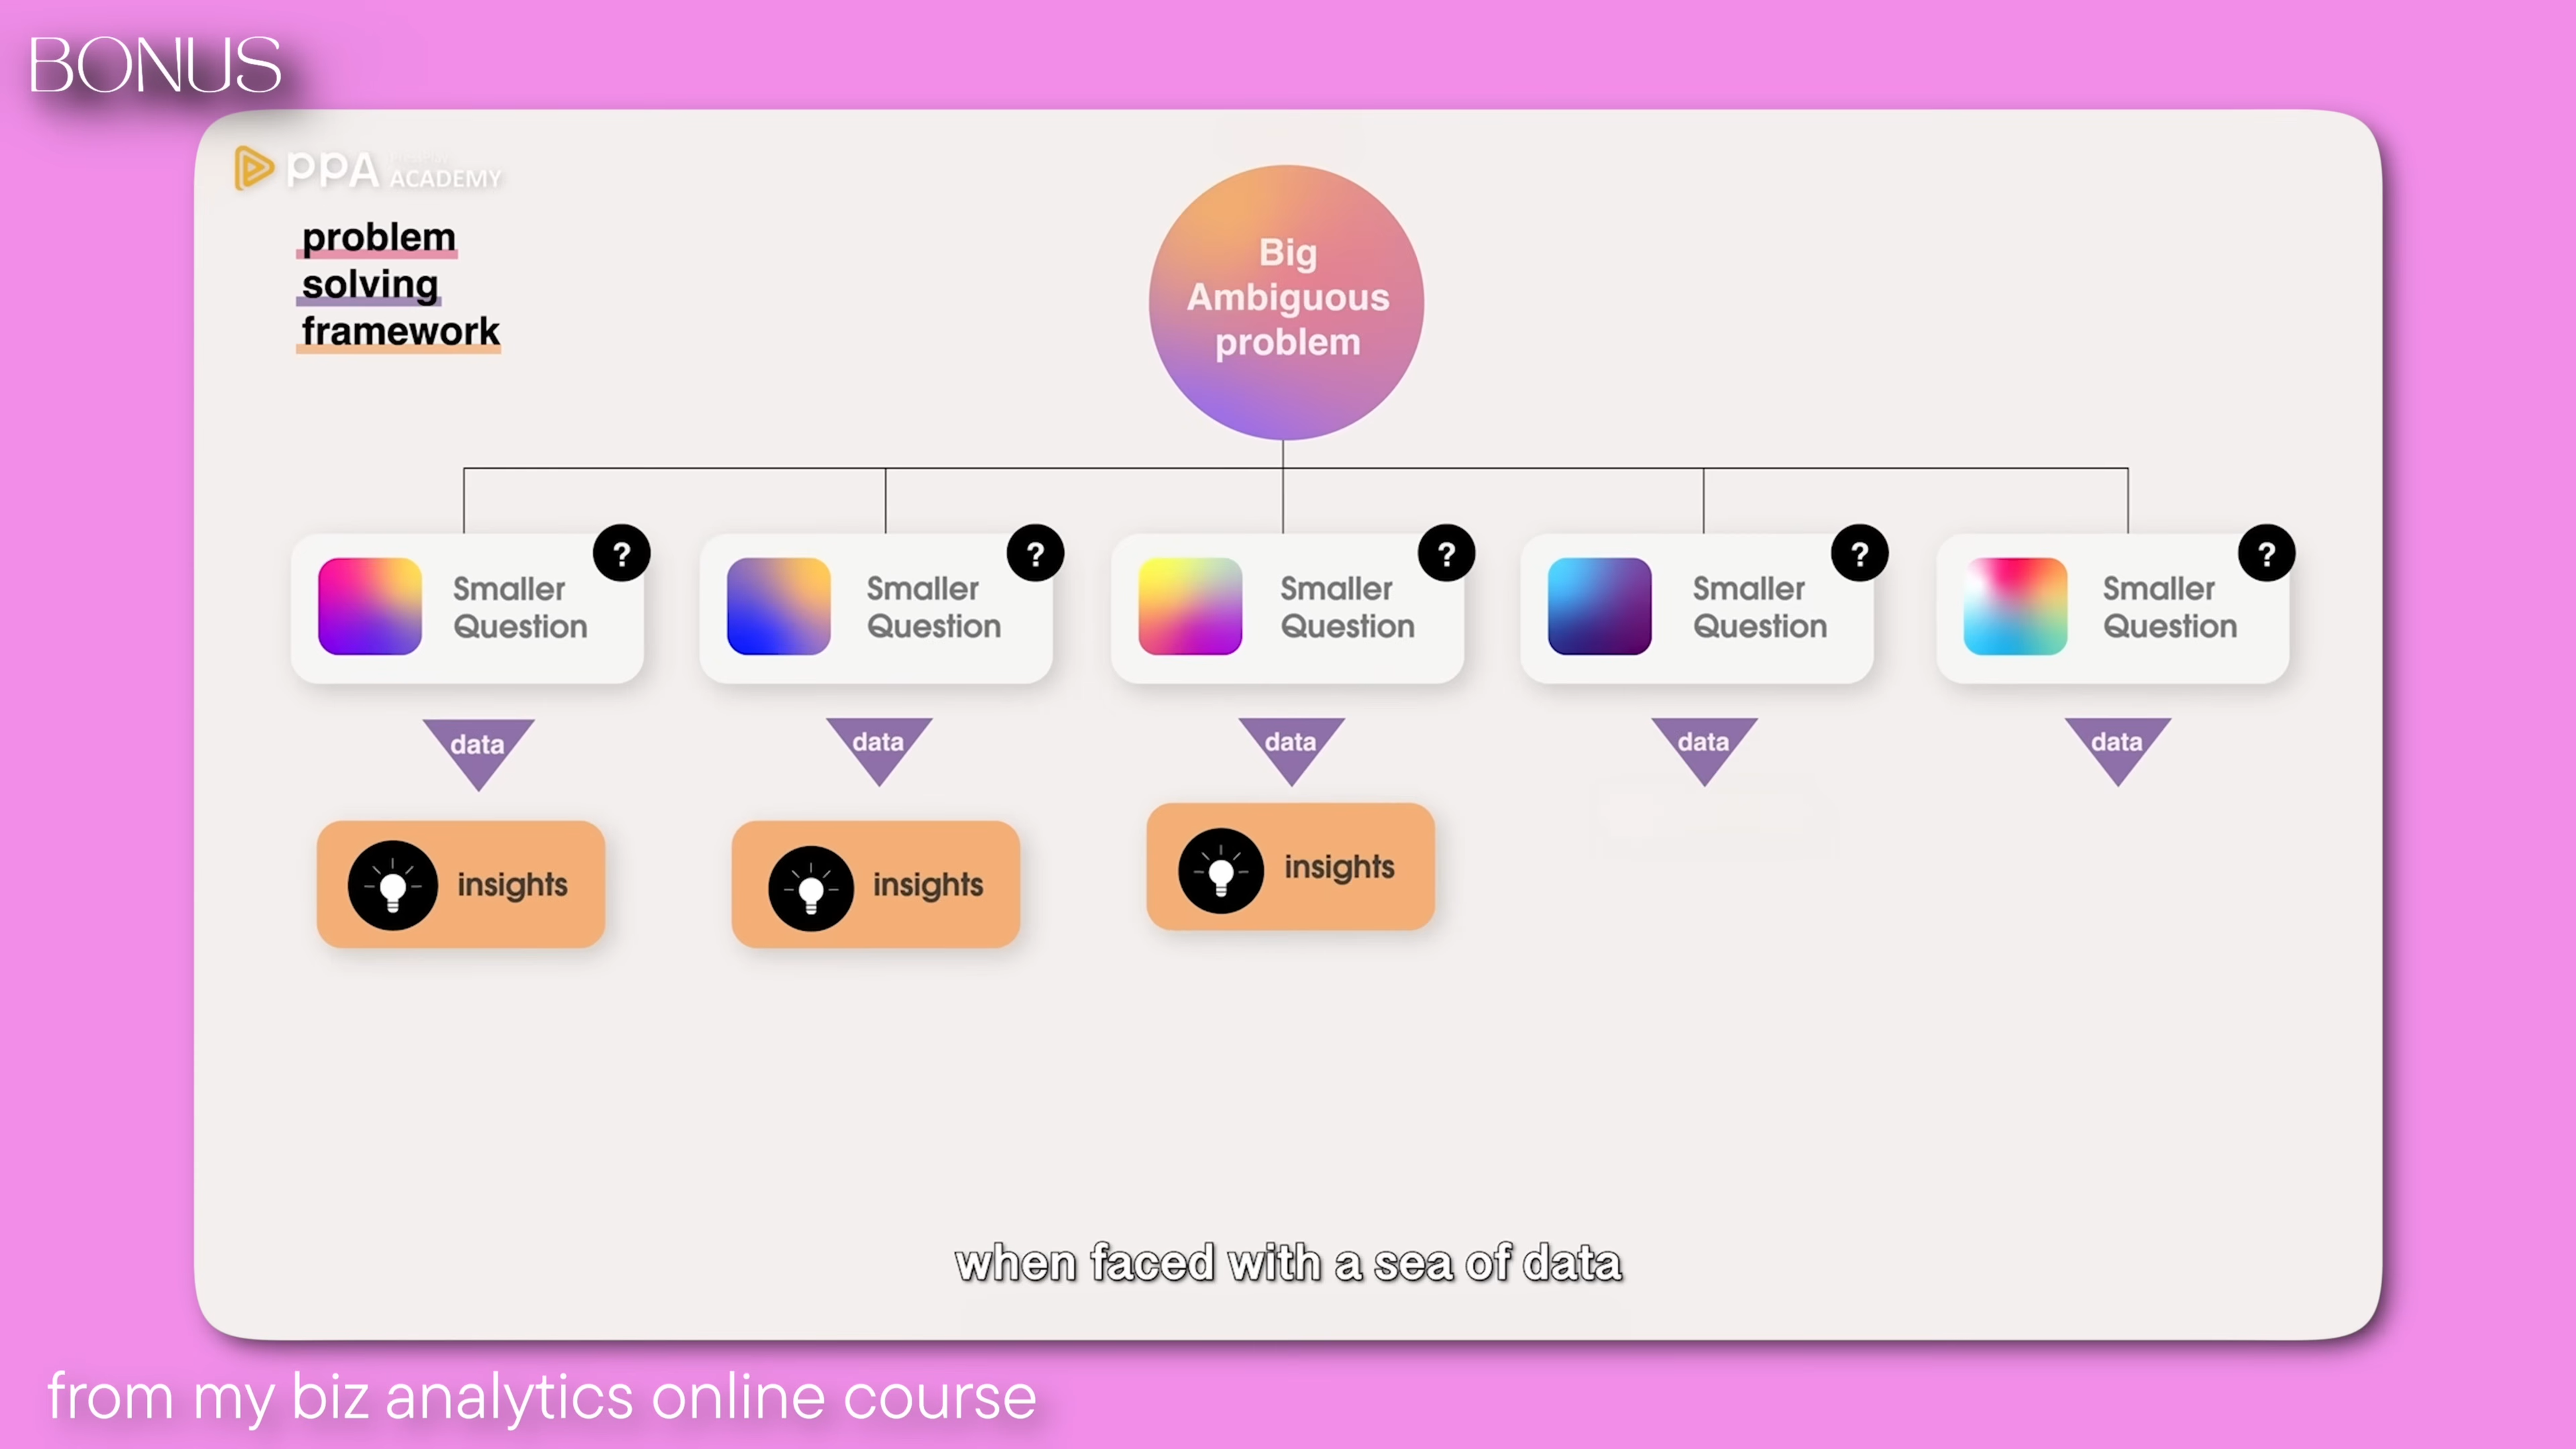 BONUS
ppA ACADEMY
problem
solving
framework
Big
Ambiguous
problem
?
Smaller
Question
?
Smaller
Question
?
Smaller
Question
?
Smaller
Question
?
Smaller
Question
data
data
data
data
data
insights
insights
insights
when faced with a sea of data
from my biz analytics online course